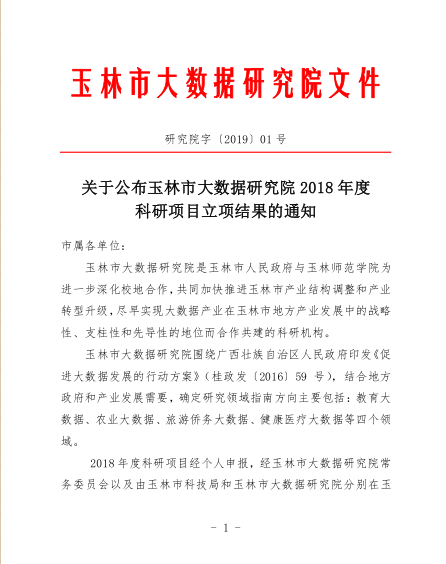 玉林市大数据研究院文件
研究院字〔2019〕01 号
关于公布玉林市大数据研究院 2018 年度
科研项目立项结果的通知
市属各单位：
玉林市大数据研究院是玉林市人民政府与玉林师范学院为
进一步深化校地合作，共同加快推进玉林市产业结构调整和产业
转型升级，尽早实现大数据产业在玉林市地方产业发展中的战略
性、支柱性和先导性的地位而合作共建的科研机构。
玉林市大数据研究院围绕广西壮族自治区人民政府印发《促
进大数据发展的行动方案》（桂政发〔2016〕59 号），结合地方
政府和产业发展需要，确定研究领域指南方向主要包括：教育大
数据、农业大数据、旅游侨务大数据、健康医疗大数据等四个领
域。
2018 年度科研项目经个人申报，经玉林市大数据研究院常
务委员会以及由玉林市科技局和玉林市大数据研究院分别在玉
- 1 -